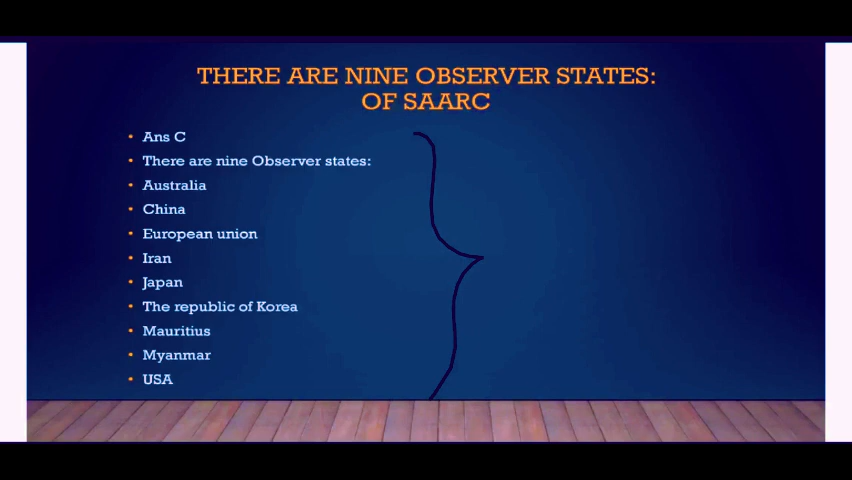 THERE ARE NINE OBSERVER STATES:
OF SAARC
• Ans C
• There are nine Observer states:
• Australia
• China
• European union
• Iran
• Japan
• The republic of Korea
• Mauritius
• Myanmar
• USA